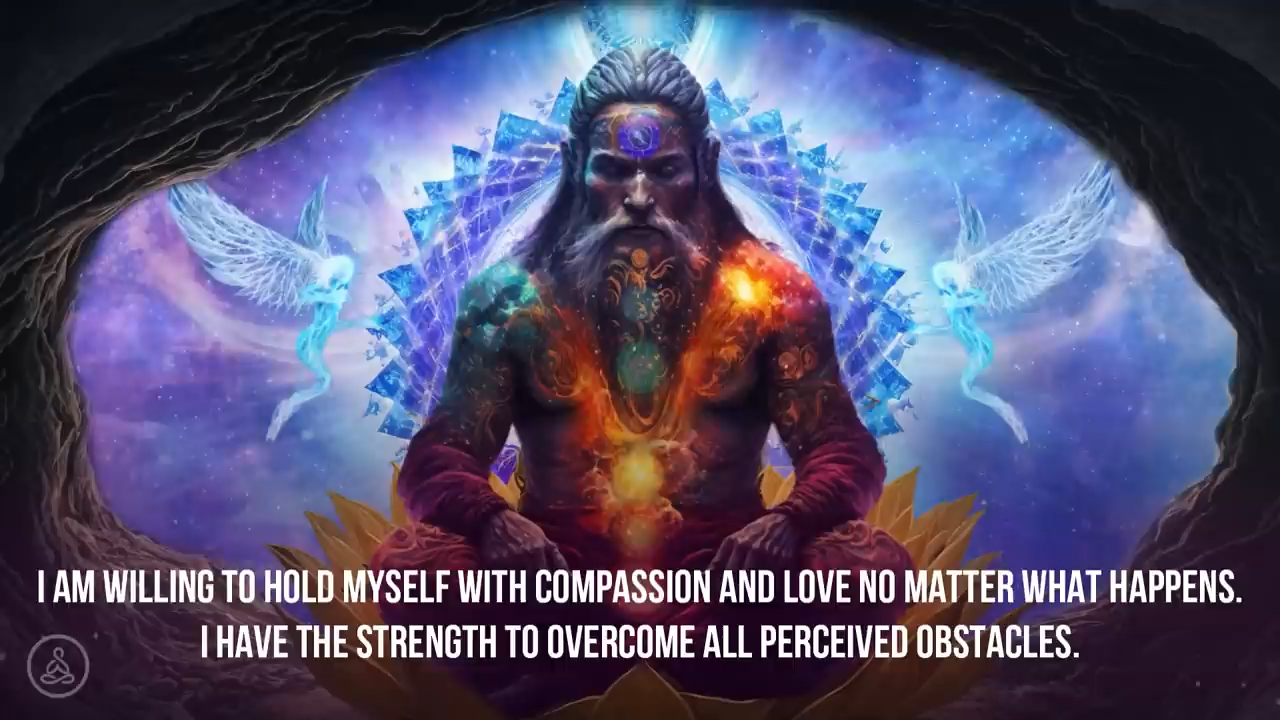 I AM WILLING TO HOLD MYSELF WITH COMPASSION AND LOVE NO MATTER WHAT HAPPENS.
I HAVE THE STRENGTH TO OVERCOME ALL PERCEIVED OBSTACLES.